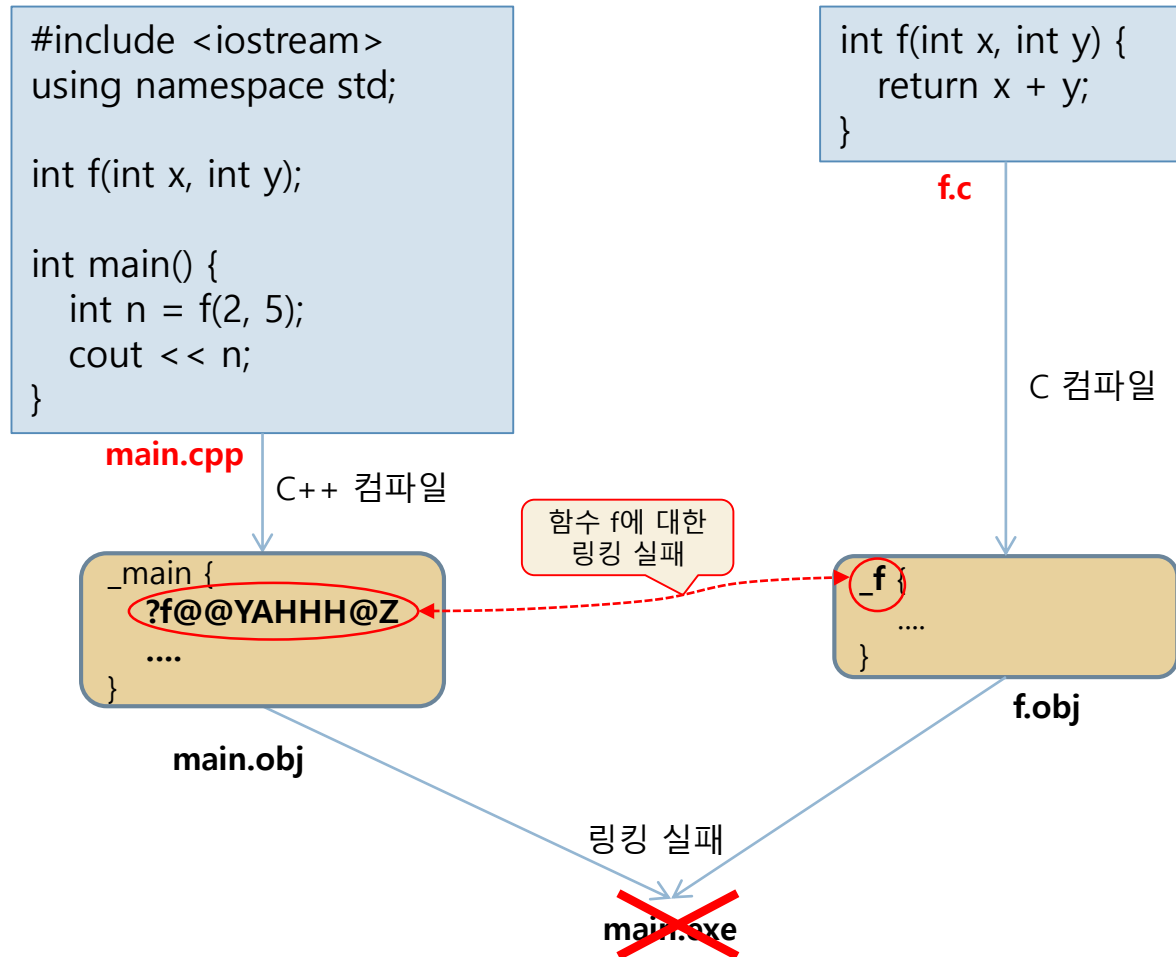 #include <iostream>
using namespace std;
int f(int x, int y);
int main() {
int n = f(2, 5);
cout << n;
}
main.cpp
C++ 컴파일
int f(int x, int y) {
return x + y;
}
f.c
C 컴파일
함수 f에 대한
링킹 실패
_main {
?f@@YAHHH@Z
....
}
main.obj
_f {
....
}
f.obj
링킹 실패
main.exe